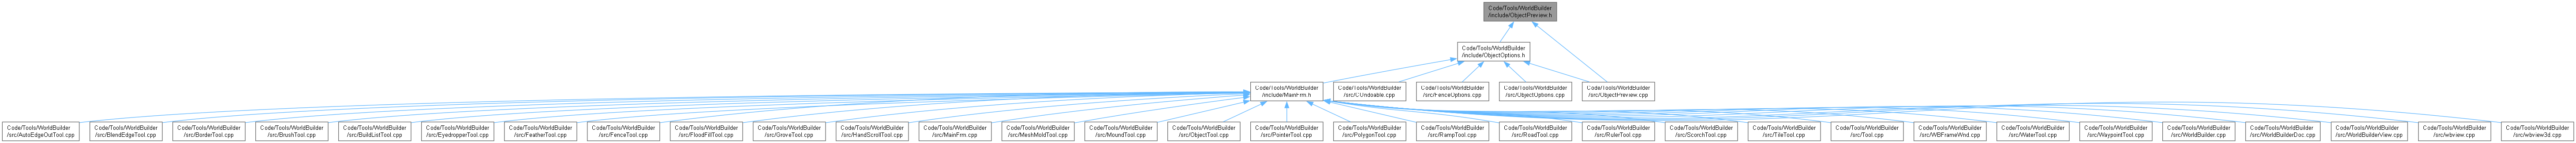 Code/Tools/WorldBuilder
/include/ObjectPreview.h
Code/Tools/WorldBuilder
/include/ObjectOptions.h
Code/Tools/WorldBuilder
/include/MainFrm.h
Code/Tools/WorldBuilder
/src/CUndoable.cpp
Code/Tools/WorldBuilder
/src/FenceOptions.cpp
Code/Tools/WorldBuilder
/src/ObjectOptions.cpp
Code/Tools/WorldBuilder
/src/ObjectPreview.cpp
Code/Tools/WorldBuilder
/src/AutoEdgeOutTool.cpp
Code/Tools/WorldBuilder
/src/BlendEdgeTool.cpp
Code/Tools/WorldBuilder
/src/BorderTool.cpp
Code/Tools/WorldBuilder
/src/BrushTool.cpp
Code/Tools/WorldBuilder
/src/BuildListTool.cpp
Code/Tools/WorldBuilder
/src/EyedropperTool.cpp
Code/Tools/WorldBuilder
/src/FeatherTool.cpp
Code/Tools/WorldBuilder
/src/FenceTool.cpp
Code/Tools/WorldBuilder
/src/FloodFillTool.cpp
Code/Tools/WorldBuilder
/src/GroveTool.cpp
Code/Tools/WorldBuilder
/src/HandScrollTool.cpp
Code/Tools/WorldBuilder
/src/MainFrm.cpp
Code/Tools/WorldBuilder
/src/MeshMoldTool.cpp
Code/Tools/WorldBuilder
/src/MoundTool.cpp
Code/Tools/WorldBuilder
/src/ObjectTool.cpp
Code/Tools/WorldBuilder
/src/PointerTool.cpp
Code/Tools/WorldBuilder
/src/PolygonTool.cpp
Code/Tools/WorldBuilder
/src/RampTool.cpp
Code/Tools/WorldBuilder
/src/RoadTool.cpp
Code/Tools/WorldBuilder
/src/RulerTool.cpp
Code/Tools/WorldBuilder
/src/ScorchTool.cpp
Code/Tools/WorldBuilder
/src/TileTool.cpp
Code/Tools/WorldBuilder
/src/Tool.cpp
Code/Tools/WorldBuilder
/src/WBFrameWnd.cpp
Code/Tools/WorldBuilder
/src/WaterTool.cpp
Code/Tools/WorldBuilder
/src/WaypointTool.cpp
Code/Tools/WorldBuilder
/src/WorldBuilder.cpp
Code/Tools/WorldBuilder
/src/WorldBuilderDoc.cpp
Code/Tools/WorldBuilder
/src/WorldBuilderView.cpp
Code/Tools/WorldBuilder
/src/wbview.cpp
Code/Tools/WorldBuilder
/src/wbview3d.cpp